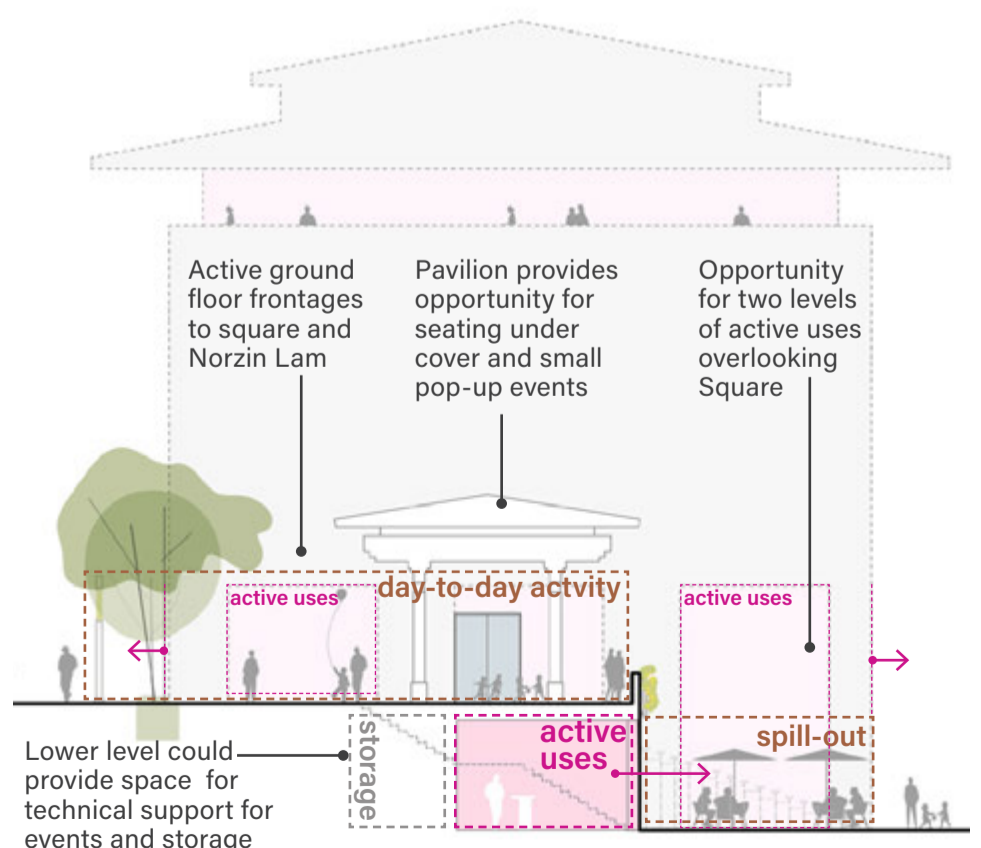 Active ground
floor frontages
to square and
Norzin Lam
Pavilion provides
opportunity for
seating under
cover and small
pop-up events
Opportunity
for two levels
of active uses
overlooking
Square
day-to-day actvity
active uses
active uses
storage
active
uses
spill-out
Lower level could
provide space for
technical support for
events and storage